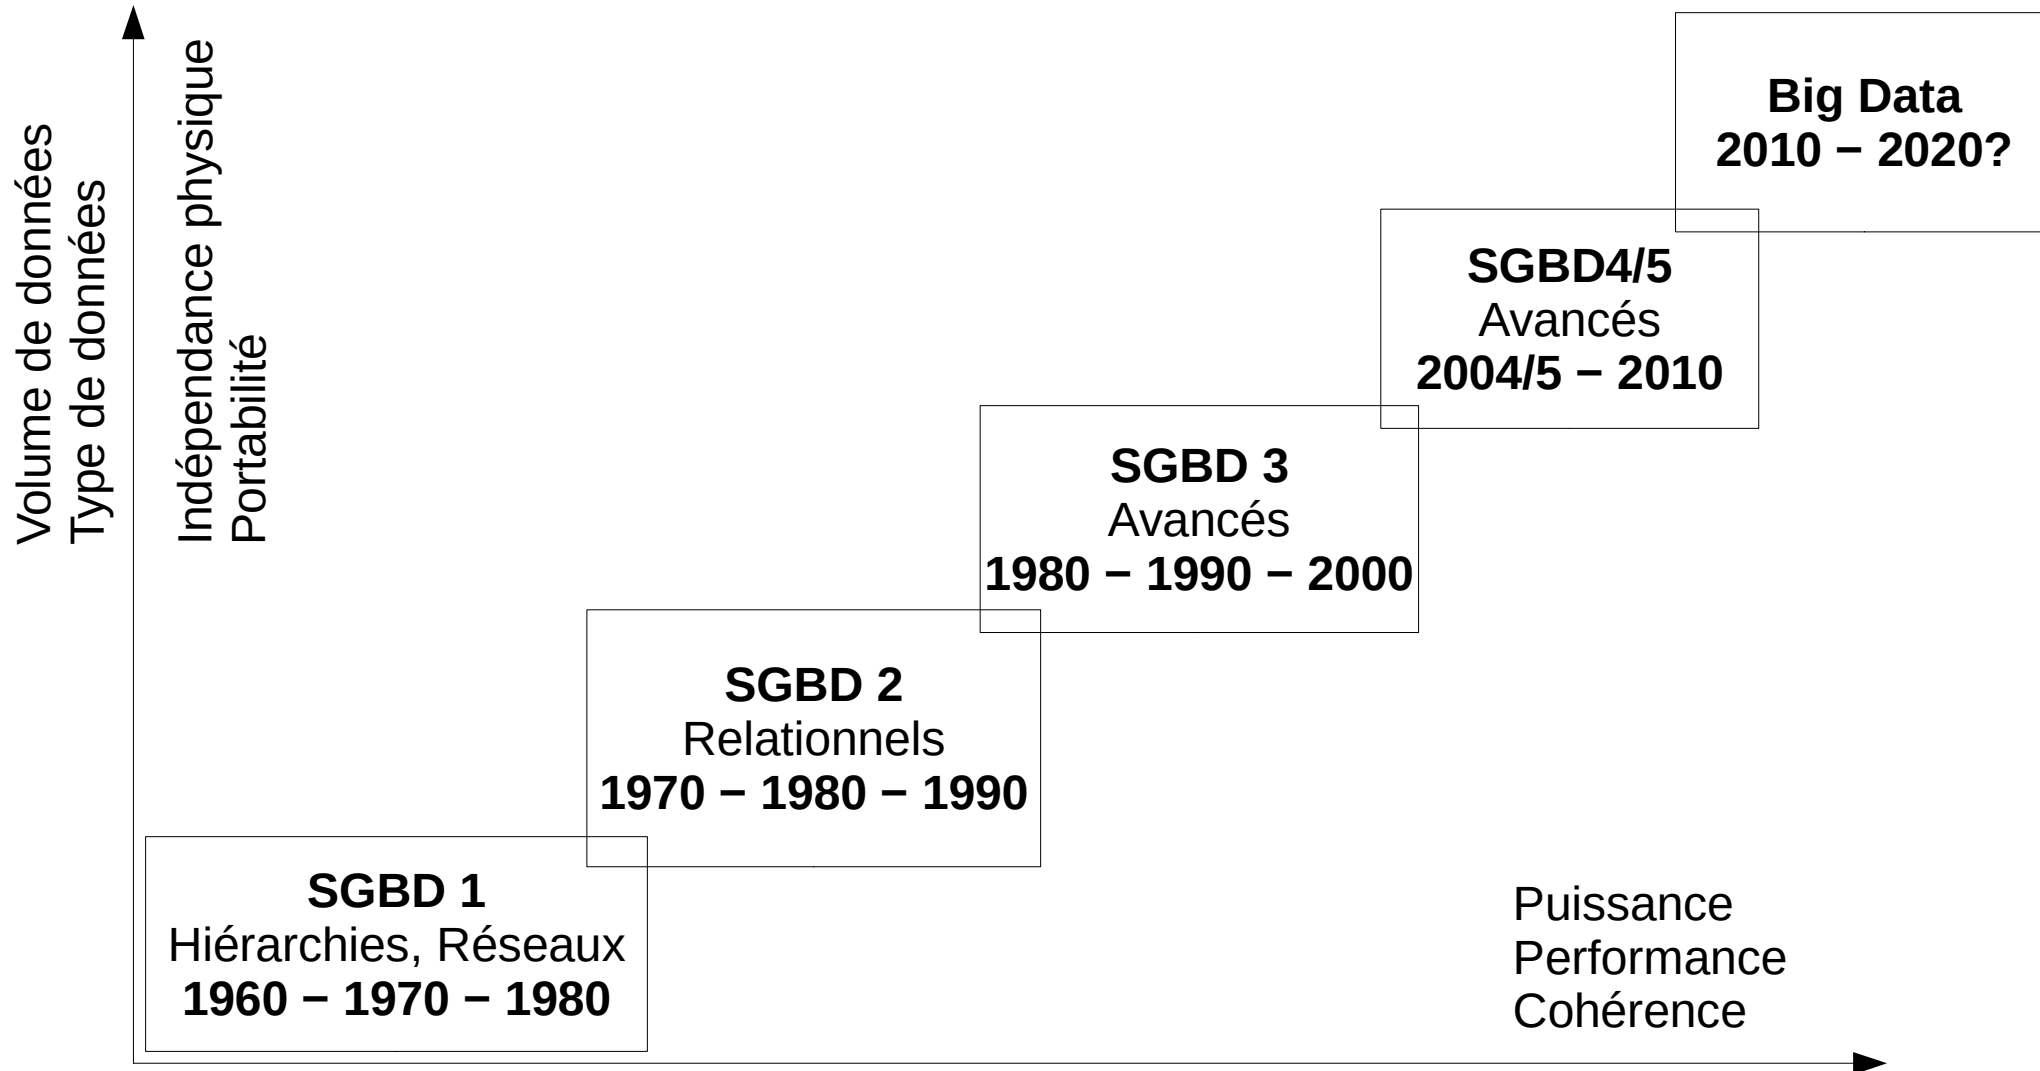 Volume de données
Type de données
Indépendance physique
Portabilité
Big Data
2010 – 2020?
SGBD4/5
Avancés
2004/5 – 2010
SGBD 3
Avancés
1980 – 1990 – 2000
SGBD 2
Relationnels
1970 – 1980 – 1990
SGBD 1
Hiérarchies, Réseaux
1960 – 1970 – 1980
Puissance
Performance
Cohérence